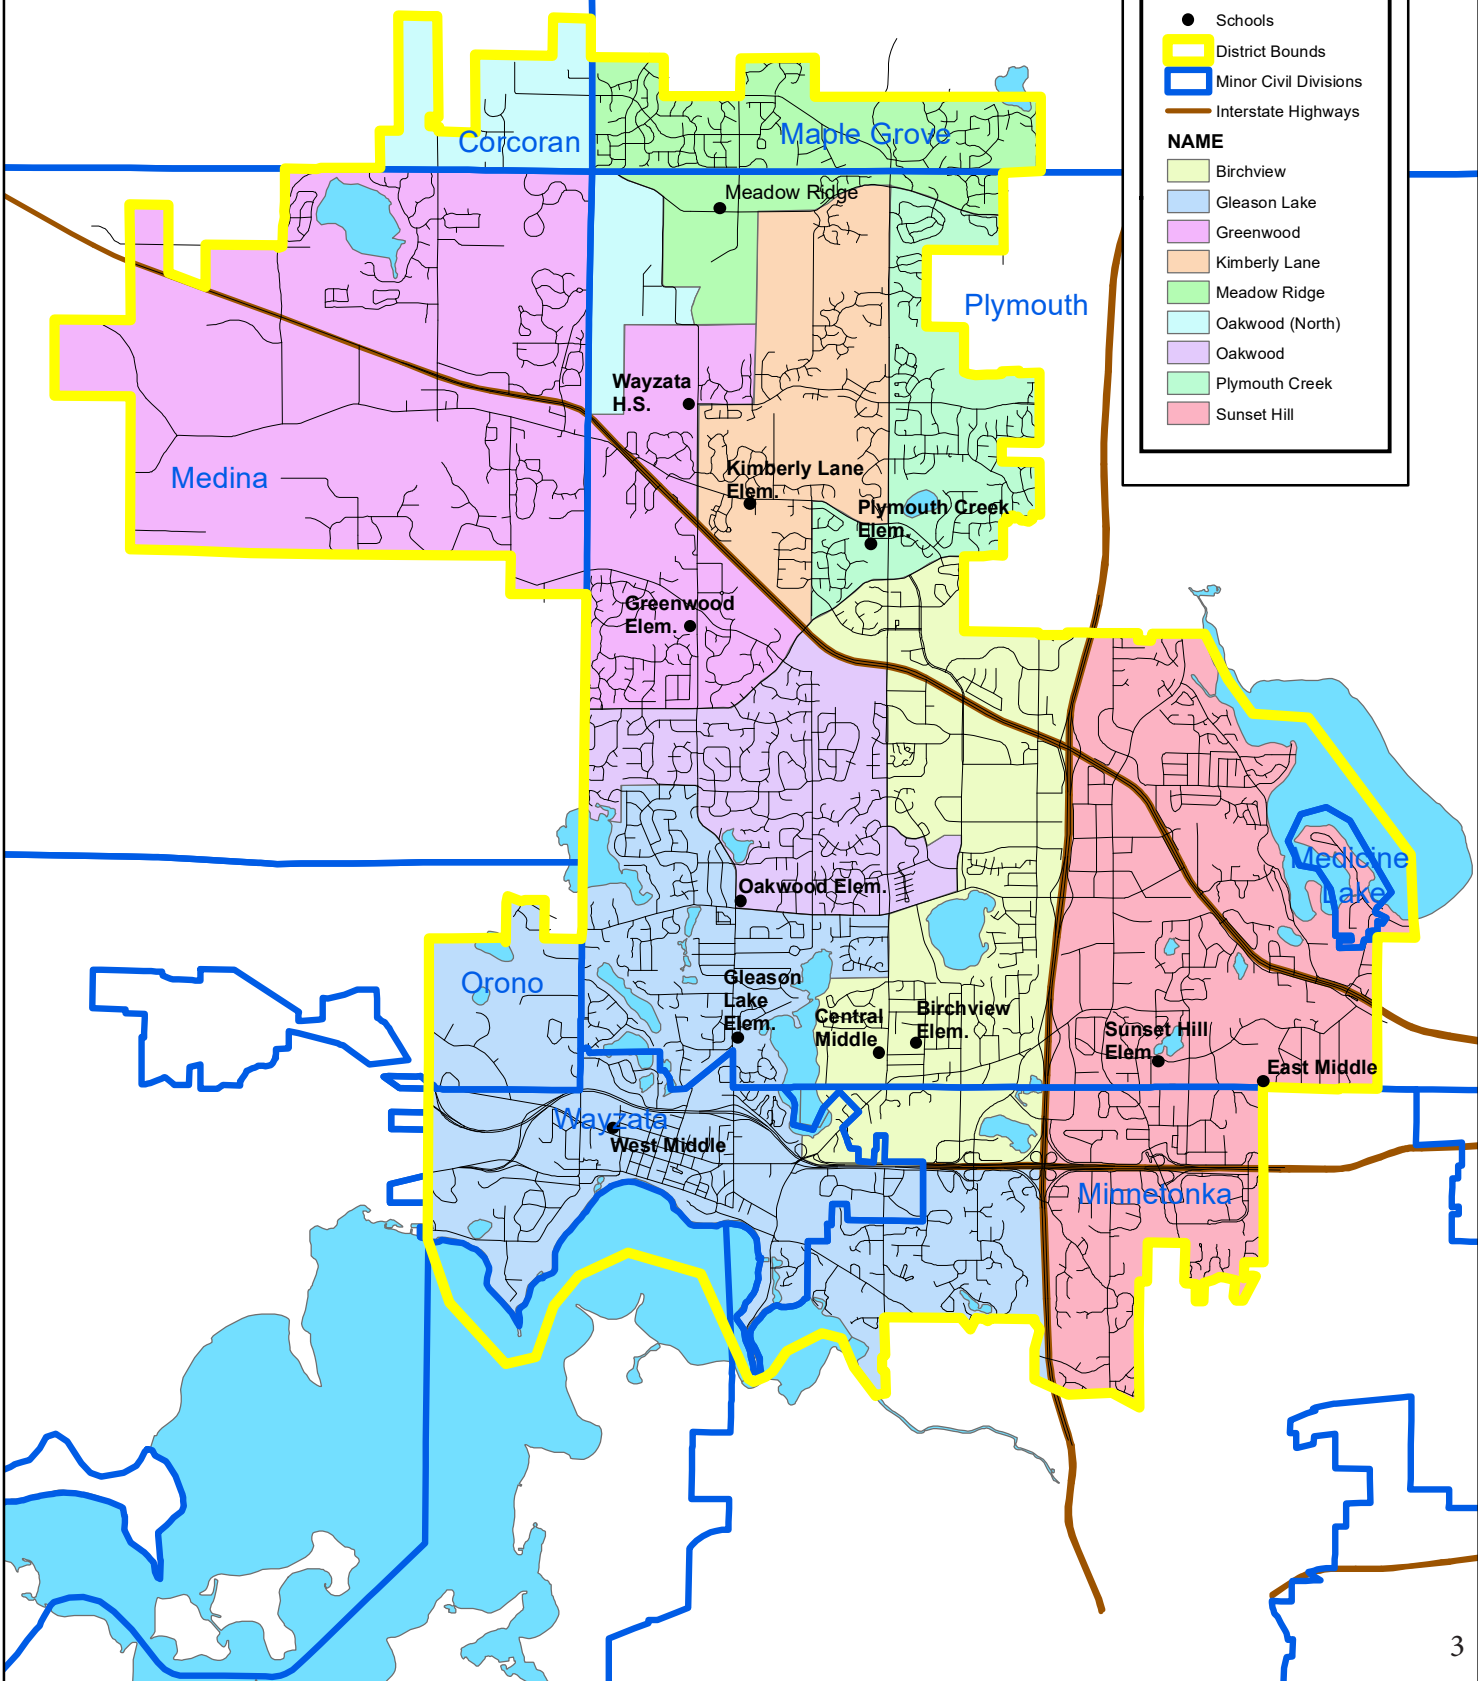 Schools
District Bounds
Minor Civil Divisions
Interstate Highways
NAME
Birchview
Gleason Lake
Greenwood
Kimberly Lane
Meadow Ridge
Oakwood (North)
Oakwood
Plymouth Creek
Sunset Hill
Corcoran
Maple Grove
Meadow Ridge
Plymouth
Wayzata
H.S.
Medina
Kimberly Lane
Elem.
Plymouth Creek
Elem.
Greenwood
Elem.
Medicine
Lake
Oakwood Elem.
Orono
Gleason
Lake
Elem.
Central
Middle
Birchview
Elem.
Sunset Hill
Elem.
East Middle
Wayzata
West Middle
Minnetonka
3